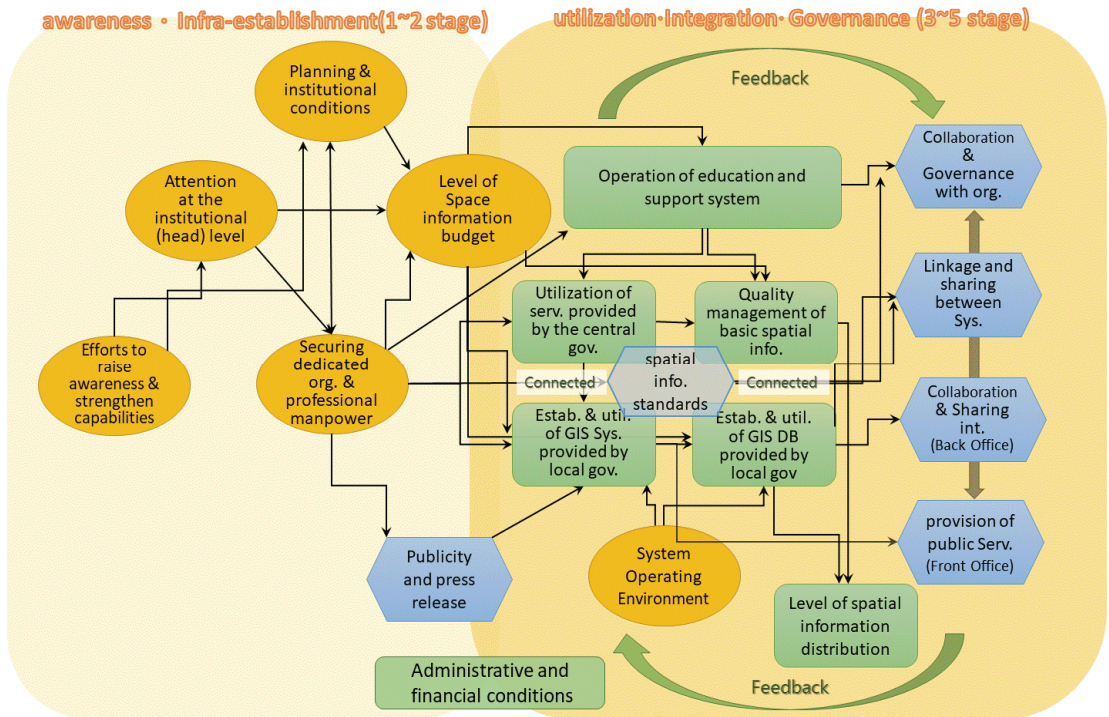 awareness · Infra-establishment(1~2 stage)
utilization·Integration· Governance (3~5 stage)
Planning &
institutional
conditions
Feedback
Collaboration
&
Governance
with org.
Attention
at the
institutional
(head) level
Level of
Space
information
budget
Operation of education and
support system
Linkage and
sharing
between
Sys.
Utilization of
serv. provided
by the central
gov.
Quality
management of
basic spatial
info.
Efforts to
raise
awareness &
strengthen
capabilities
Securing
dedicated
org. &
professional
manpower
Connected
spatial
info.
standards
Connected
Collaboration
& Sharing
int.
(Back Office)
Estab. & util.
of GIS Sys.
provided by
local gov.
Estab. & util.
of GIS DB
provided by
local gov
provision of
public Serv.
(Front Office)
Publicity
and press
release
System
Operating
Environment
Level of spatial
information
distribution
Administrative and
financial conditions
Feedback